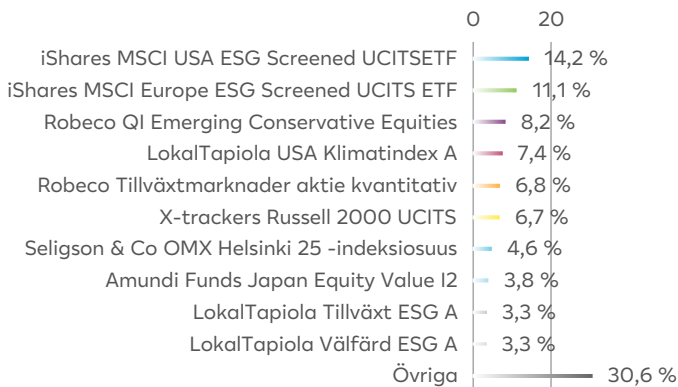 0 20
iShares MSCI USA ESG Screened UCITSETF 14,2 %
iShares MSCI Europe ESG Screened UCITS ETF 11,1 %
Robeco QI Emerging Conservative Equities 8,2 %
LokalTapiola USA Klimatindex A 7,4 %
Robeco Tillväxtmarknader aktie kvantitativ 6,8 %
X-trackers Russell 2000 UCITS 6,7 %
Seligson & Co OMX Helsinki 25 -indeksiosuus 4,6 %
Amundi Funds Japan Equity Value I2 3,8 %
LokalTapiola Tillväxt ESG A 3,3 %
LokalTapiola Välfärd ESG A 3,3 %
Övriga 30,6 %